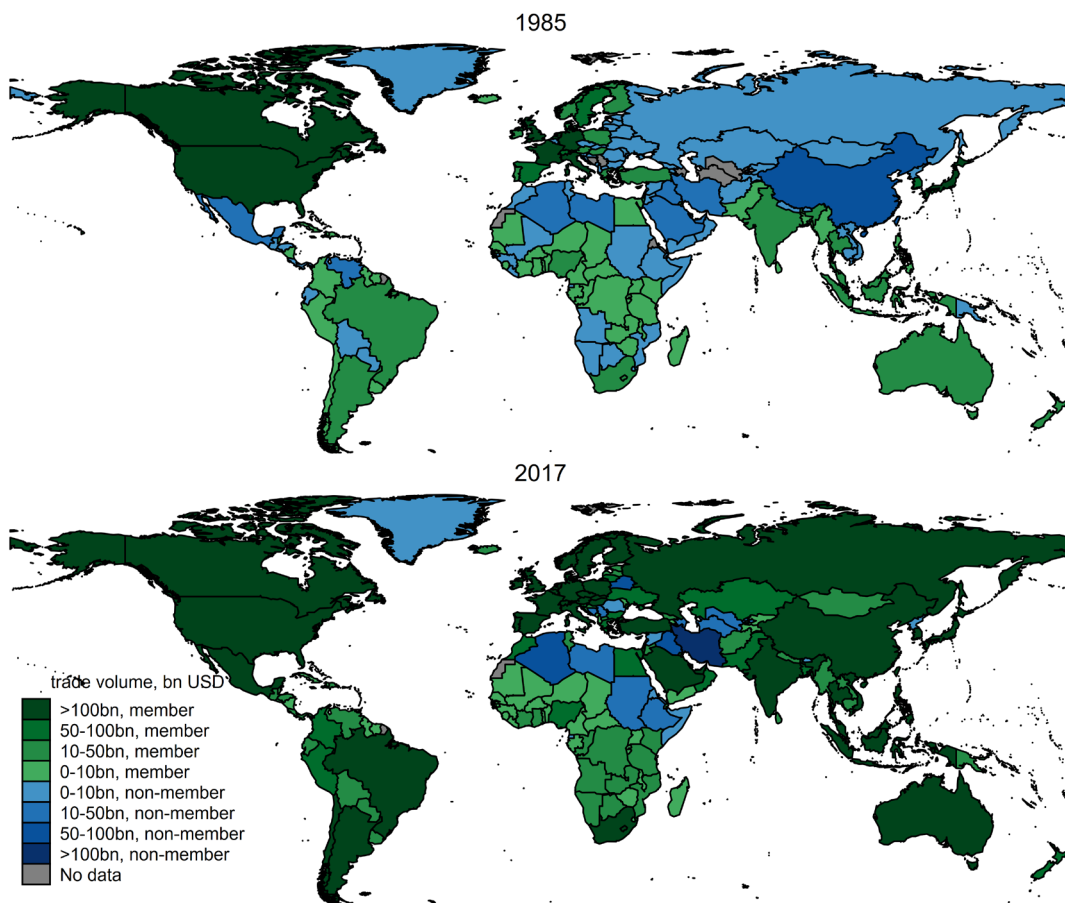 1985
2017
trade volume, bn USD
>100bn, member
50-100bn, member
10-50bn, member
0-10bn, member
0-10bn, non-member
10-50bn, non-member
50-100bn, non-member
>100bn, non-member
No data